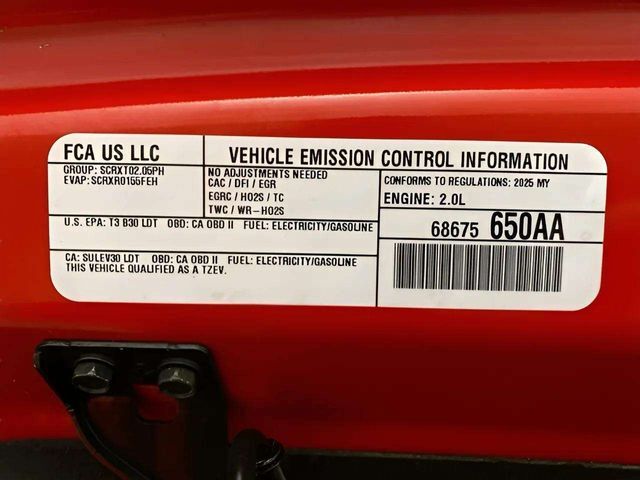 FCA US LLC
GROUP: SCRXT02.05PH
EVAP: SCRXR0155FEH
VEHICLE EMISSION CONTROL INFORMATION
NO ADJUSTMENTS NEEDED
CAC / DFI / EGR
EGRC / HO2S / TC
TWC / WR-HO2S
CONFORMS TO REGULATIONS: 2025 MY
ENGINE: 2.0L
U.S. EPA: T3 B30 LDT OBD: CA OBD II FUEL: ELECTRICITY/GASOLINE
68675 650AA
CA: SULEV30 LDT OBD: CA OBD II FUEL: ELECTRICITY/GASOLINE
THIS VEHICLE QUALIFIED AS A TZEV.